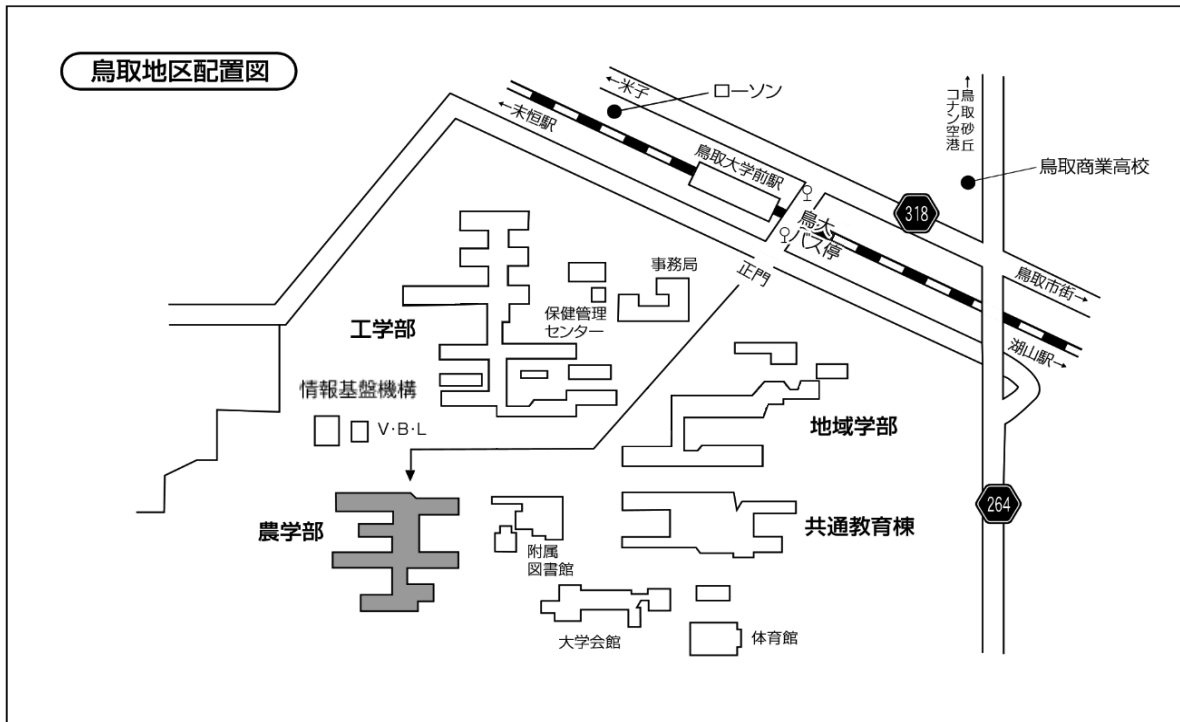 鳥取地区配置図
←米子
ローソン
←末恒駅
鳥取大学前駅
←鳥取砂丘
コナン空港
鳥取商業高校
318
鳥大
バス停
正門
事務局
鳥取市街→
保健管理
センター
工学部
湖山駅→
情報基盤機構
V・B・L
地域学部
264
農学部
共通教育棟
附属
図書館
大学会館
体育館